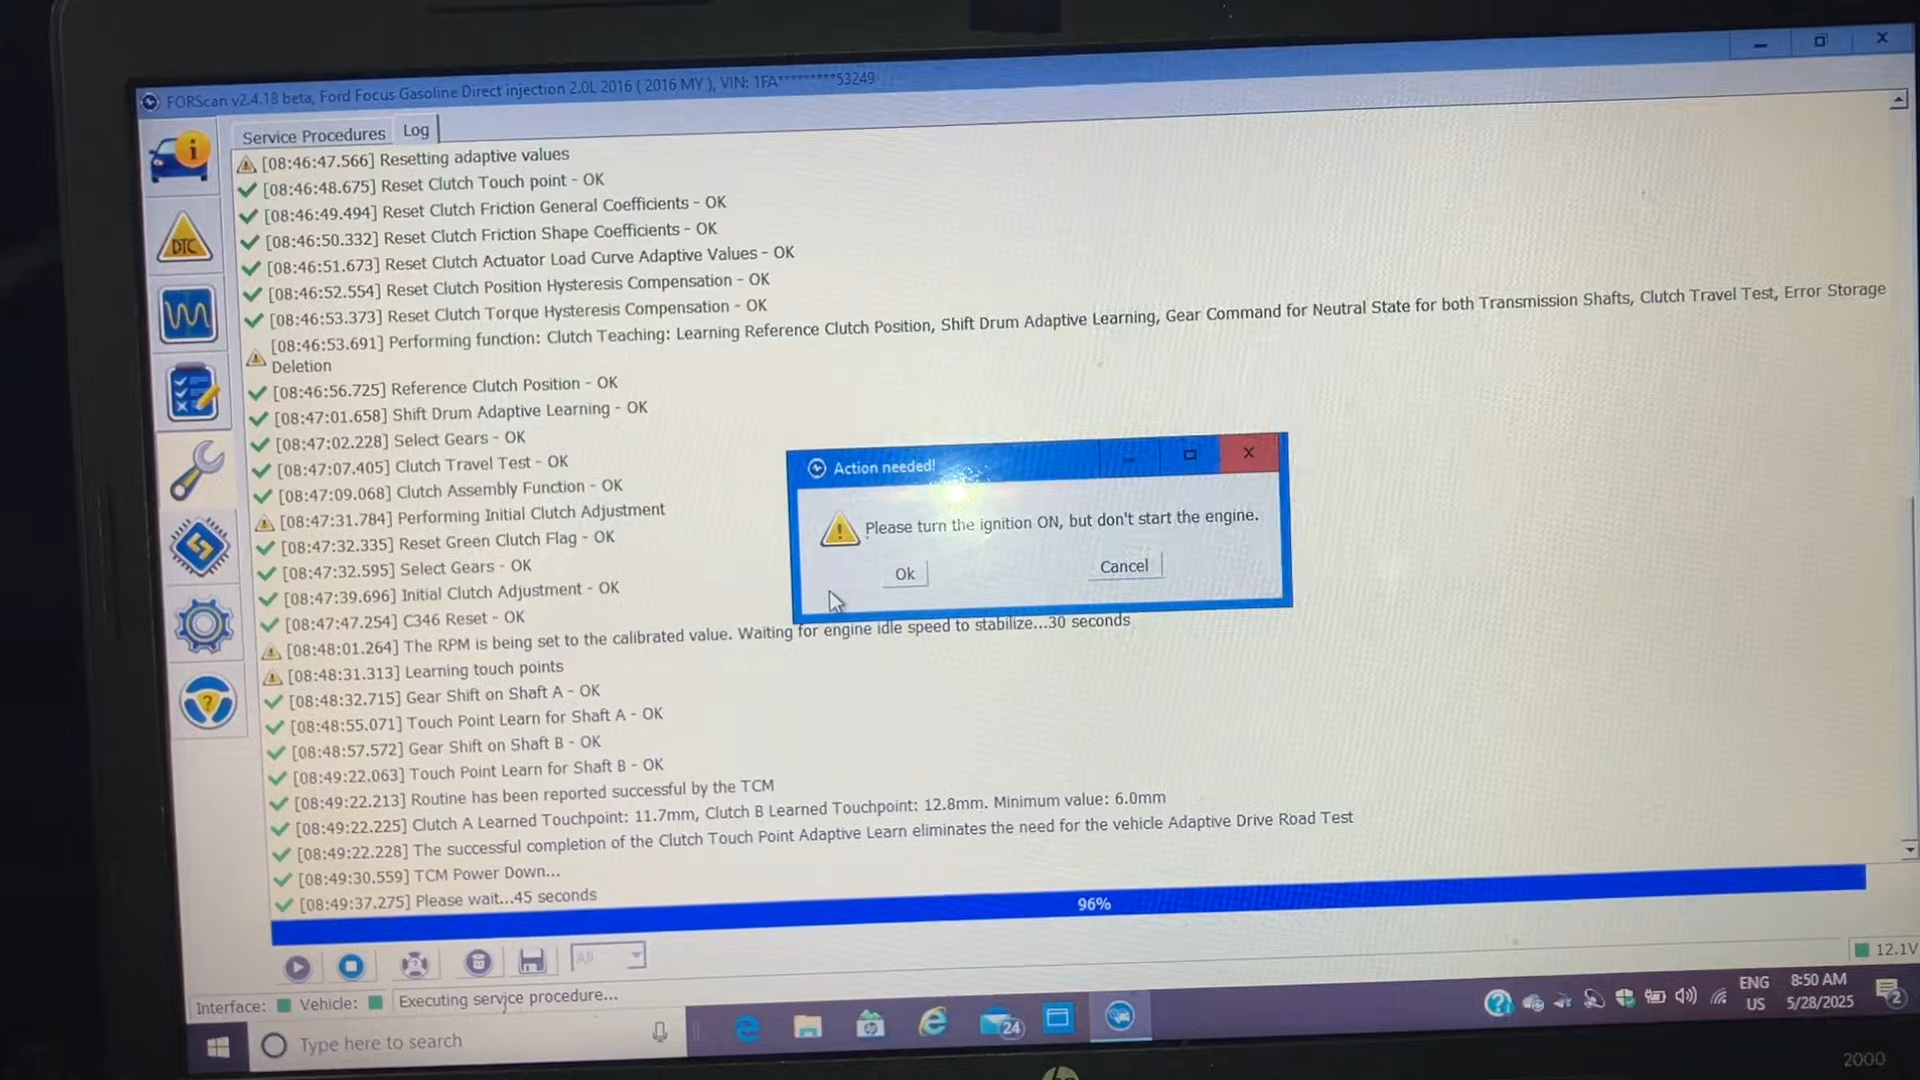 FORScan v2.4.18 beta, Ford Focus Gasoline Direct injection 2.0L 2016 ( 2016 MY ), VIN: 1FA*********53249
Service Procedures
Log
[08:46:47.566] Resetting adaptive values
[08:46:48.675] Reset Clutch Touch point - OK
[08:46:49.494] Reset Clutch Friction General Coefficients - OK
[08:46:50.332] Reset Clutch Friction Shape Coefficients - OK
[08:46:51.673] Reset Clutch Actuator Load Curve Adaptive Values - OK
[08:46:52.554] Reset Clutch Position Hysteresis Compensation - OK
[08:46:53.373] Reset Clutch Torque Hysteresis Compensation - OK
[08:46:53.691] Performing function: Clutch Teaching: Learning Reference Clutch Position, Shift Drum Adaptive Learning, Gear Command for Neutral State for both Transmission Shafts, Clutch Travel Test, Error Storage
Deletion
[08:46:56.725] Reference Clutch Position - OK
[08:47:01.658] Shift Drum Adaptive Learning - OK
[08:47:02.228] Select Gears - OK
[08:47:07.405] Clutch Travel Test - OK
[08:47:09.068] Clutch Assembly Function - OK
[08:47:31.784] Performing Initial Clutch Adjustment
[08:47:32.335] Reset Green Clutch Flag - OK
[08:47:32.595] Select Gears - OK
[08:47:39.696] Initial Clutch Adjustment - OK
[08:47:47.254] C346 Reset - OK
[08:48:01.264] The RPM is being set to the calibrated value. Waiting for engine idle speed to stabilize...30 seconds
[08:48:31.313] Learning touch points
[08:48:32.715] Gear Shift on Shaft A - OK
[08:48:55.071] Touch Point Learn for Shaft A - OK
[08:48:57.572] Gear Shift on Shaft B - OK
[08:49:22.063] Touch Point Learn for Shaft B - OK
[08:49:22.213] Routine has been reported successful by the TCM
[08:49:22.225] Clutch A Learned Touchpoint: 11.7mm, Clutch B Learned Touchpoint: 12.8mm. Minimum value: 6.0mm
[08:49:22.228] The successful completion of the Clutch Touch Point Adaptive Learn eliminates the need for the vehicle Adaptive Drive Road Test
[08:49:30.559] TCM Power Down...
[08:49:37.275] Please wait...45 seconds
96%
Action needed!
Please turn the ignition ON, but don't start the engine.
Ok
Cancel
DTC
All
12.1V
Interface:
Vehicle:
Executing service procedure...
Type here to search
24
ENG
US
8:50 AM
5/28/2025
2
hp
2000